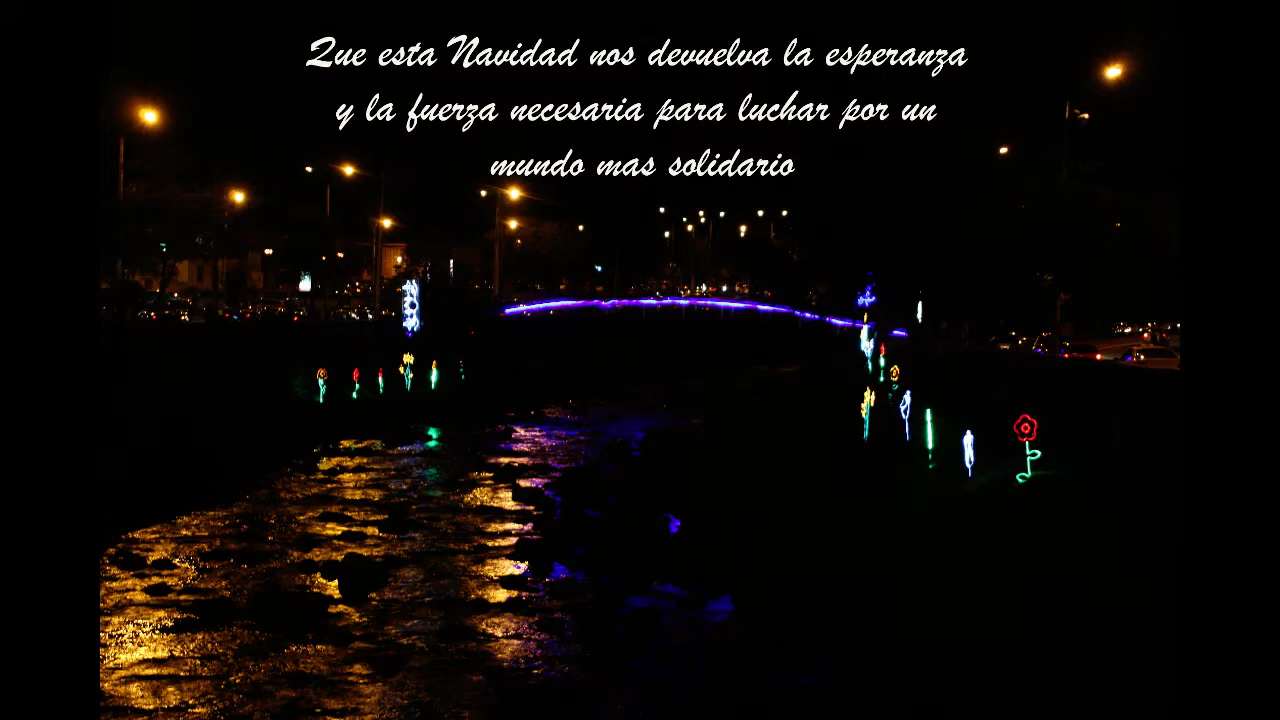 Que esta Navidad nos devuelva la esperanza
y la fuerza necesaria para luchar por un
mundo mas solidario